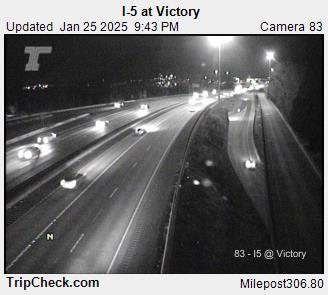 I-5 at Victory
Updated  Jan 25 2025  9:43 PM
Camera 83
T
N
83 - I5 @ Victory
TripCheck.com
Milepost306.80